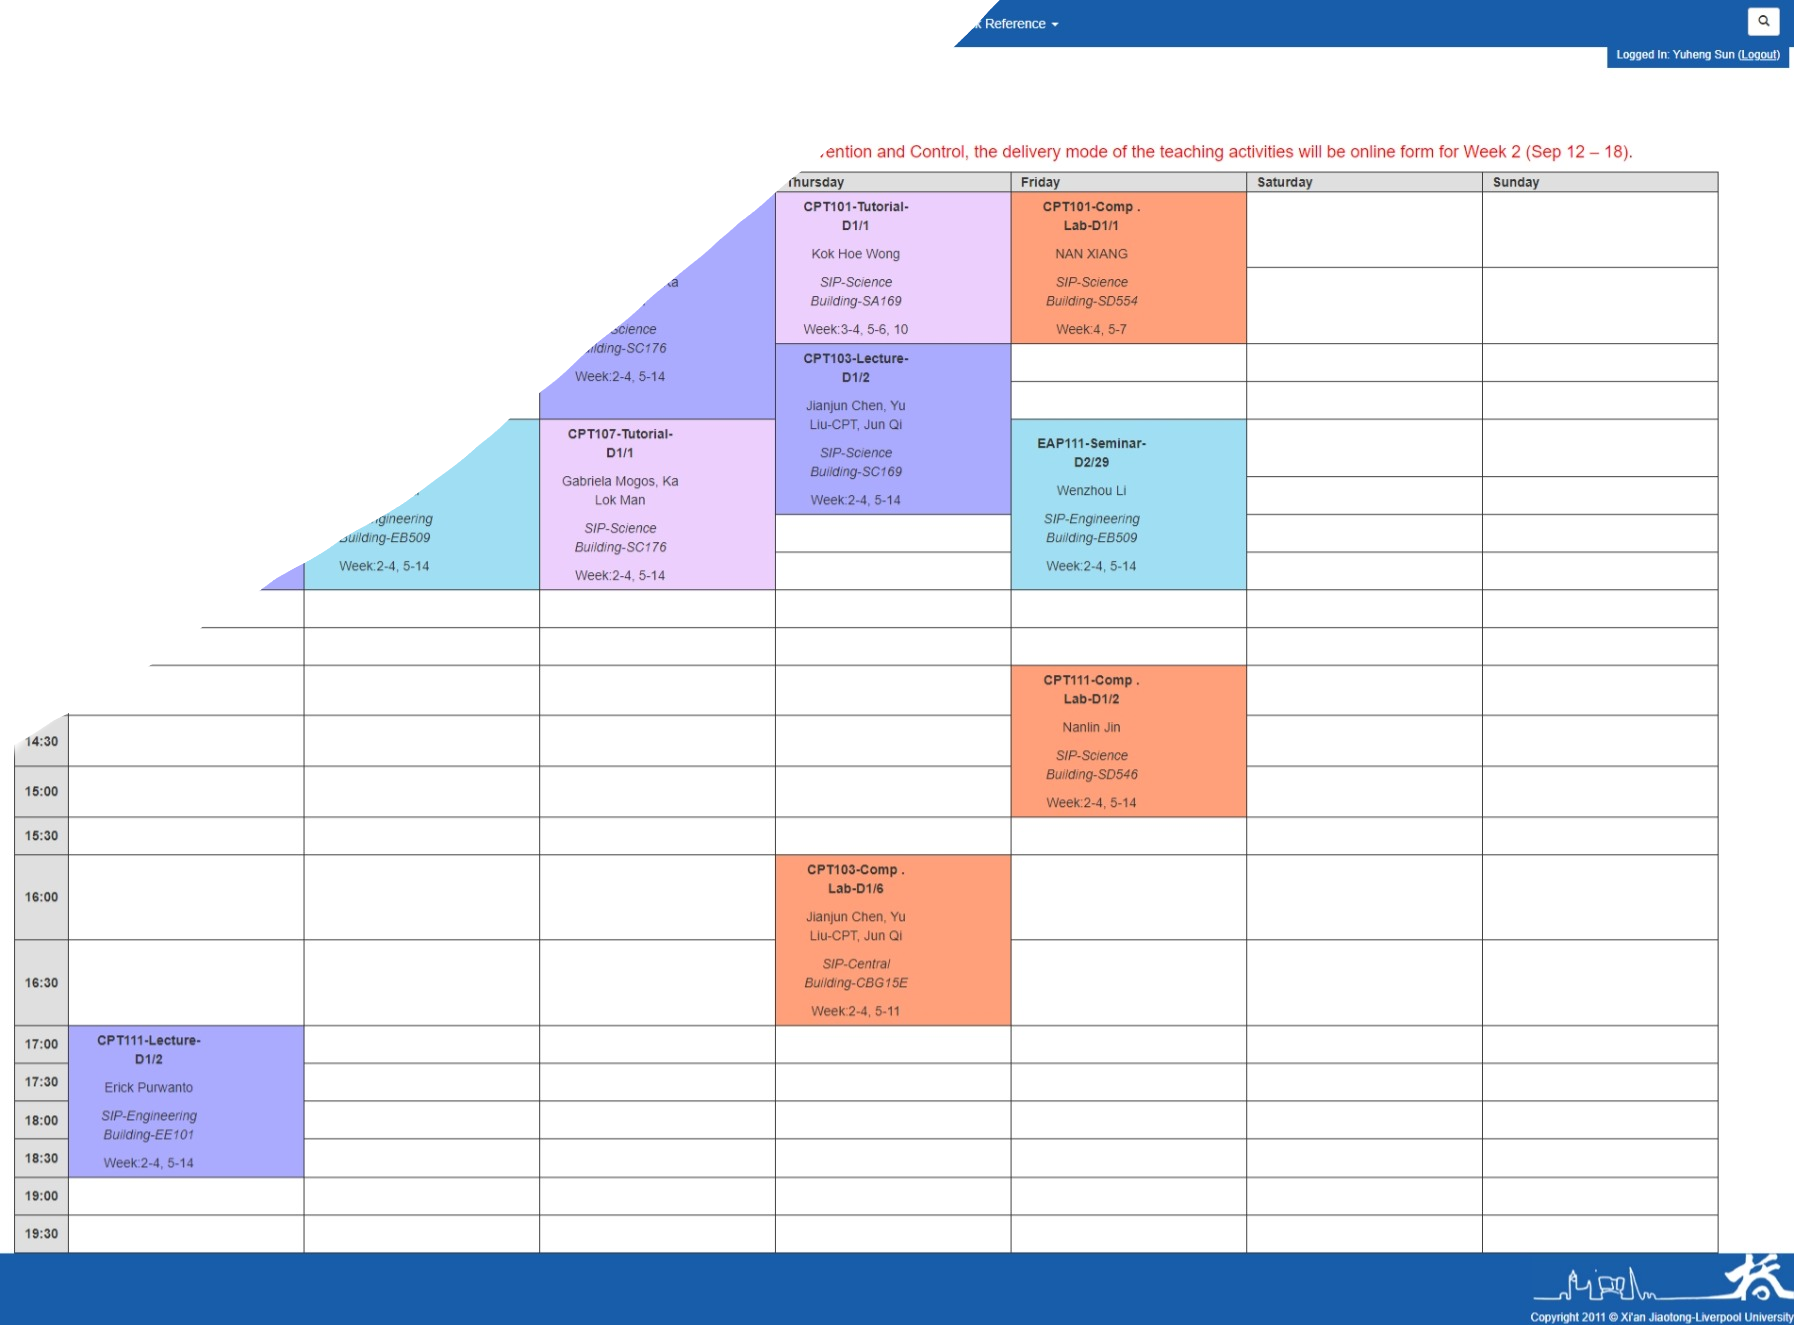 Reference
Logged In: Yuheng Sun (Logout)
and Control, the delivery mode of the teaching activities will be online form for Week 2 (Sep 12 – 18).
Thursday
Friday
Saturday
Sunday
CPT101-Tutorial-
D1/1
Kok Hoe Wong
SIP-Science
Building-SA169
Week:3-4, 5-6, 10
CPT101-Comp .
Lab-D1/1
NAN XIANG
SIP-Science
Building-SD554
Week:4, 5-7
Week:2-4, 5-14
CPT103-Lecture-
D1/2
Jianjun Chen, Yu
Liu-CPT, Jun Qi
SIP-Science
Building-SC169
Week:2-4, 5-14
Building-EB509
Week:2-4, 5-14
CPT107-Tutorial-
D1/1
Gabriela Mogos, Ka
Lok Man
SIP-Science
Building-SC176
Week:2-4, 5-14
EAP111-Seminar-
D2/29
Wenzhou Li
SIP-Engineering
Building-EB509
Week:2-4, 5-14
CPT111-Comp .
Lab-D1/2
Nanlin Jin
SIP-Science
Building-SD546
Week:2-4, 5-14
14:30
15:00
15:30
16:00
16:30
CPT103-Comp .
Lab-D1/6
Jianjun Chen, Yu
Liu-CPT, Jun Qi
SIP-Central
Building-CBG15E
Week:2-4, 5-11
17:00
17:30
18:00
18:30
19:00
19:30
CPT111-Lecture-
D1/2
Erick Purwanto
SIP-Engineering
Building-EE101
Week:2-4, 5-14
Copyright 2011 © Xi'an Jiaotong-Liverpool University